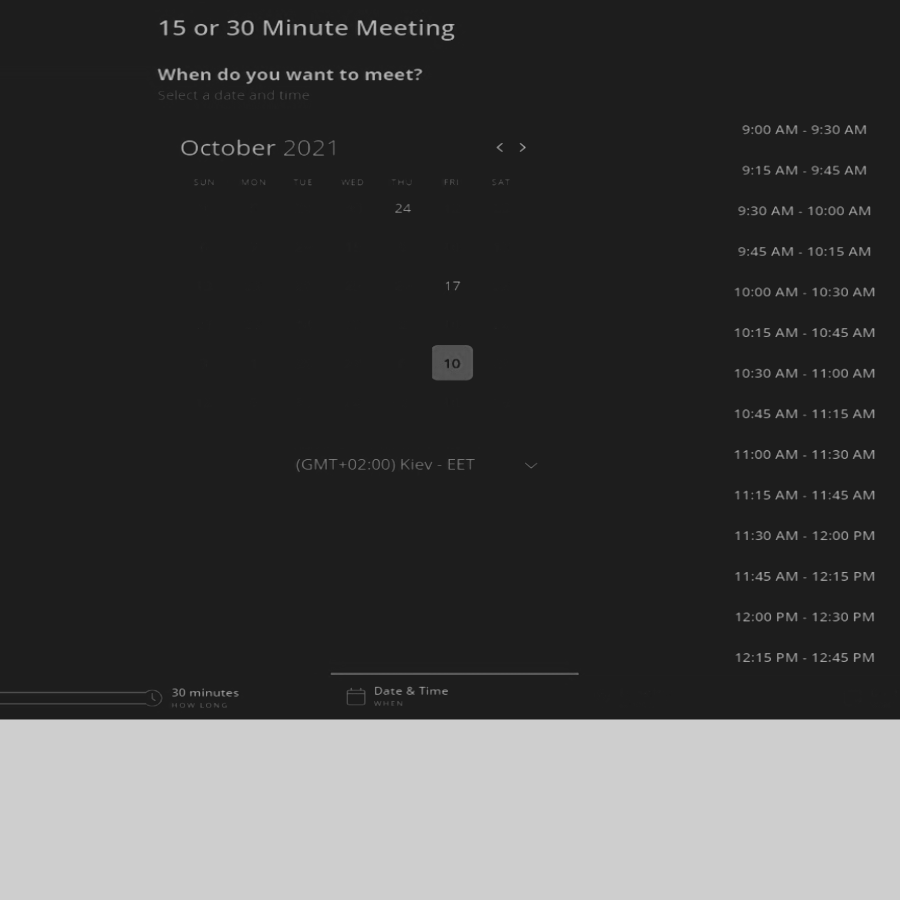 15 or 30 Minute Meeting
When do you want to meet?
Select a date and time
October 2021
< >
SUN MON TUE WED THU FRI SAT
24
17
10
(GMT+02:00) Kiev - EET
9:00 AM - 9:30 AM
9:15 AM - 9:45 AM
9:30 AM - 10:00 AM
9:45 AM - 10:15 AM
10:00 AM - 10:30 AM
10:15 AM - 10:45 AM
10:30 AM - 11:00 AM
10:45 AM - 11:15 AM
11:00 AM - 11:30 AM
11:15 AM - 11:45 AM
11:30 AM - 12:00 PM
11:45 AM - 12:15 PM
12:00 PM - 12:30 PM
12:15 PM - 12:45 PM
30 minutes
HOW LONG
Date & Time
WHEN